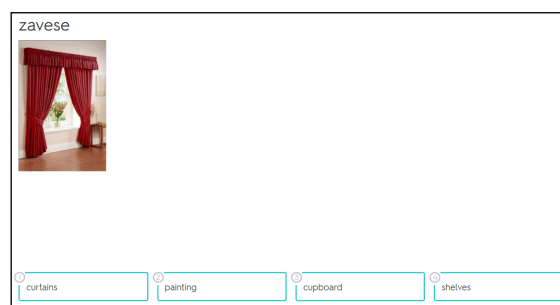 zavese
1 curtains
2 painting
3 cupboard
4 shelves